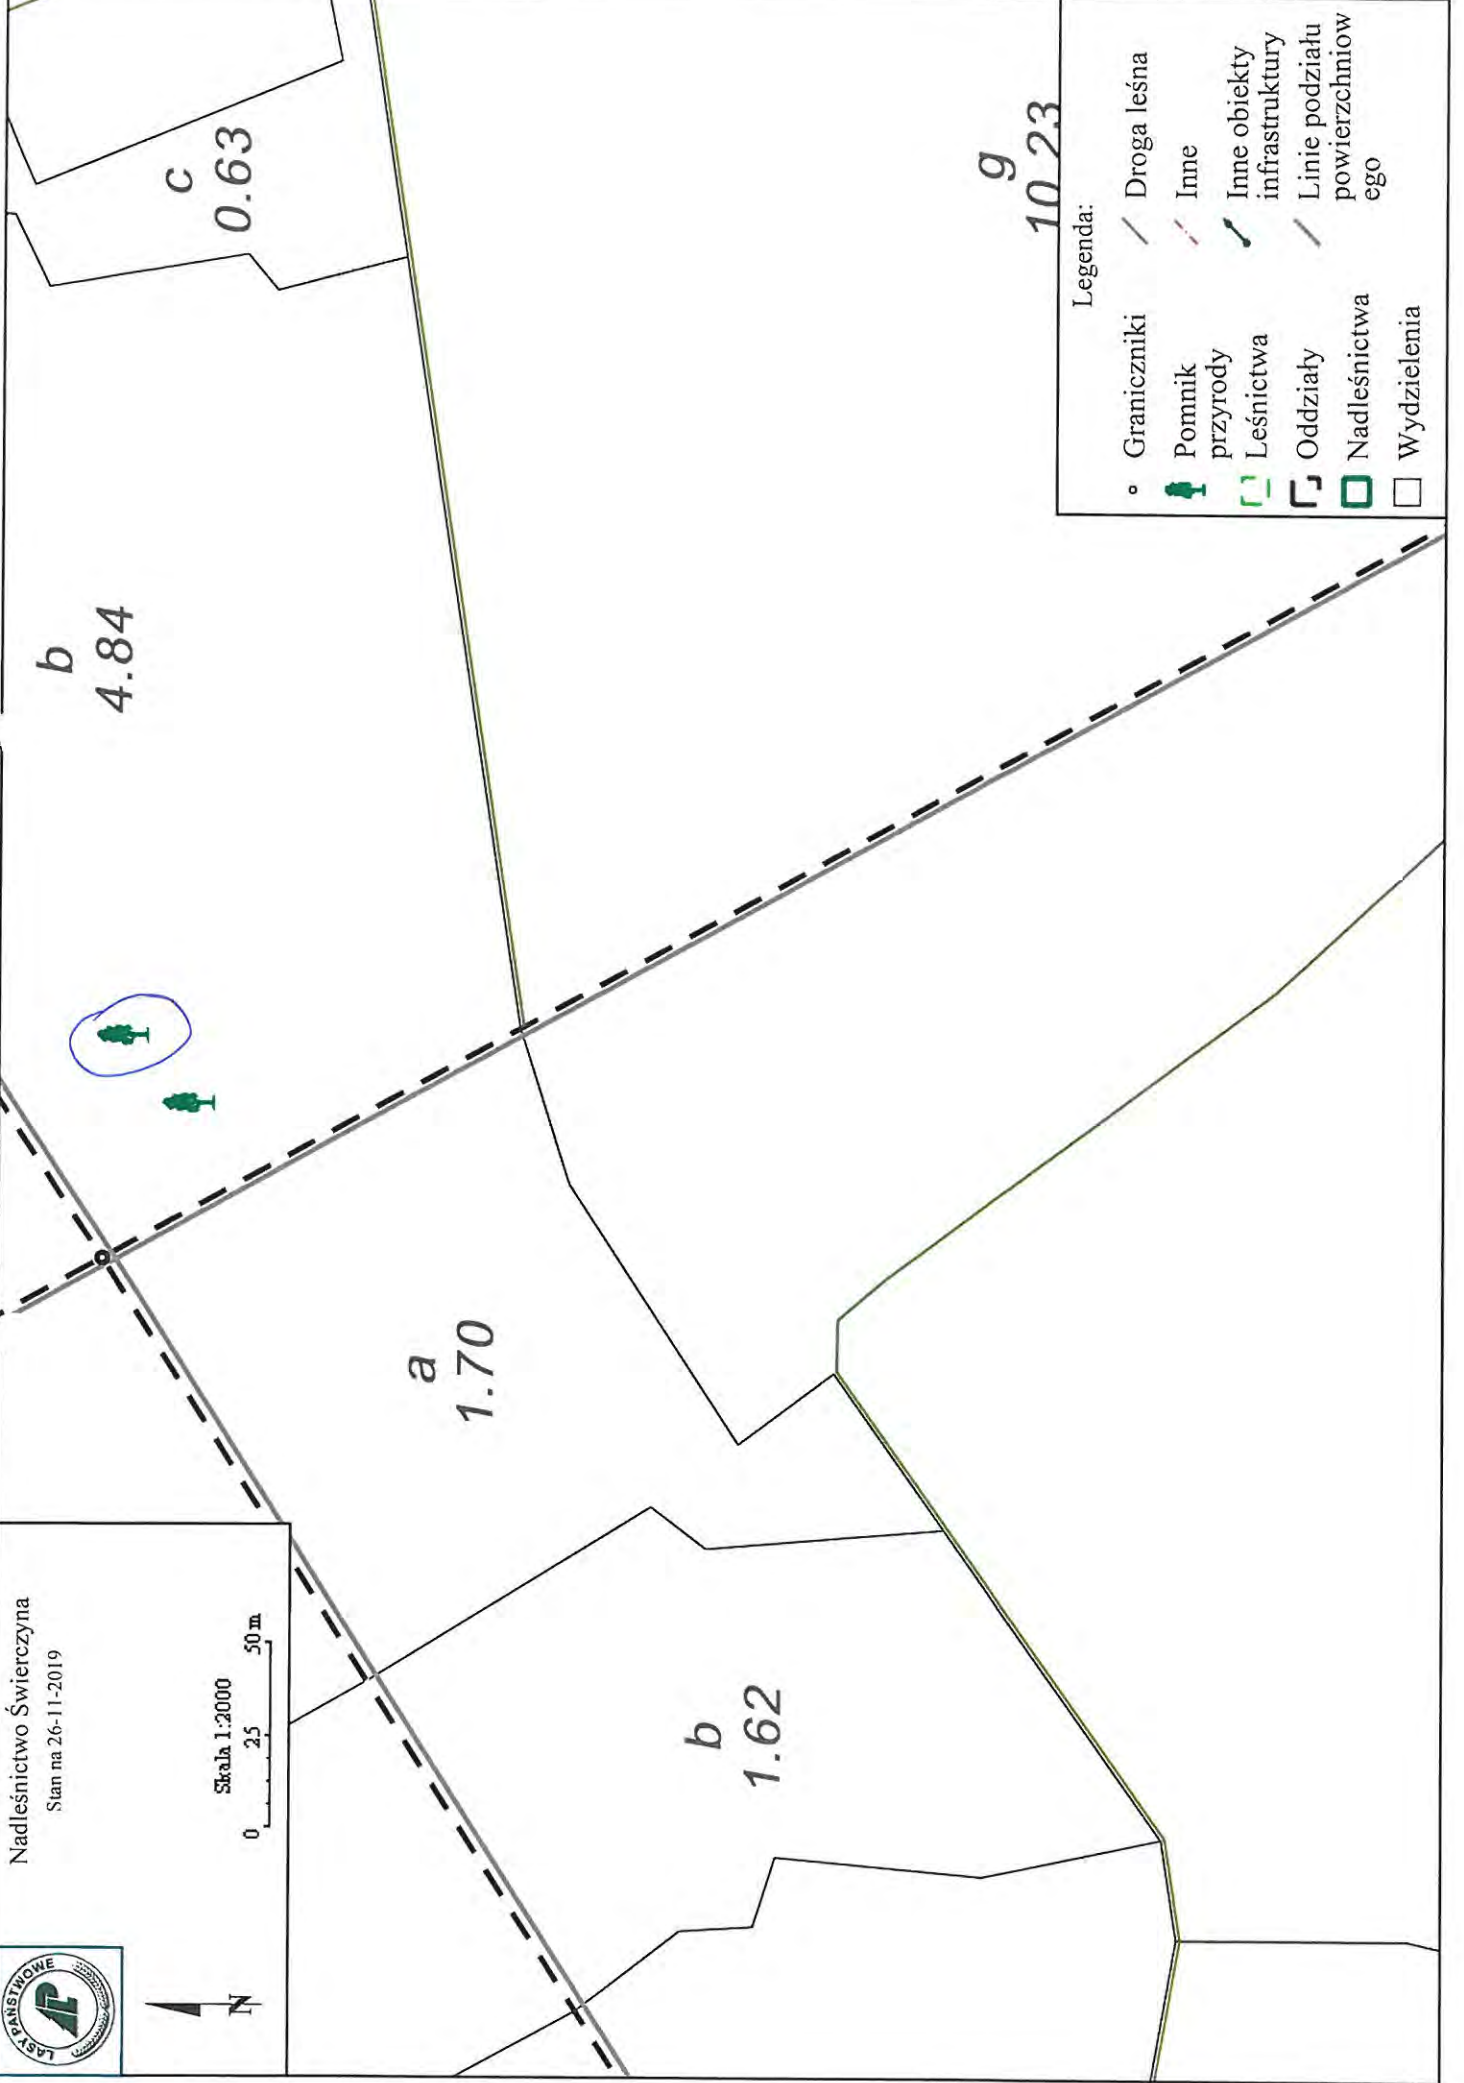 Nadleśnictwo Świerczyna
Stan na 26-11-2019
LASY PAŃSTWOWE
LP
N
Skala 1:2000
0 25 50 m
b
4.84
c
0.63
a
1.70
b
1.62
g
10.23
Legenda:
Graniczniki
Pomnik
przyrody
Leśnictwa
Oddziały
Nadleśnictwa
Wydzielenia
Droga leśna
Inne
Inne obiekty
infrastruktury
Linie podziału
powierzchniow
ego